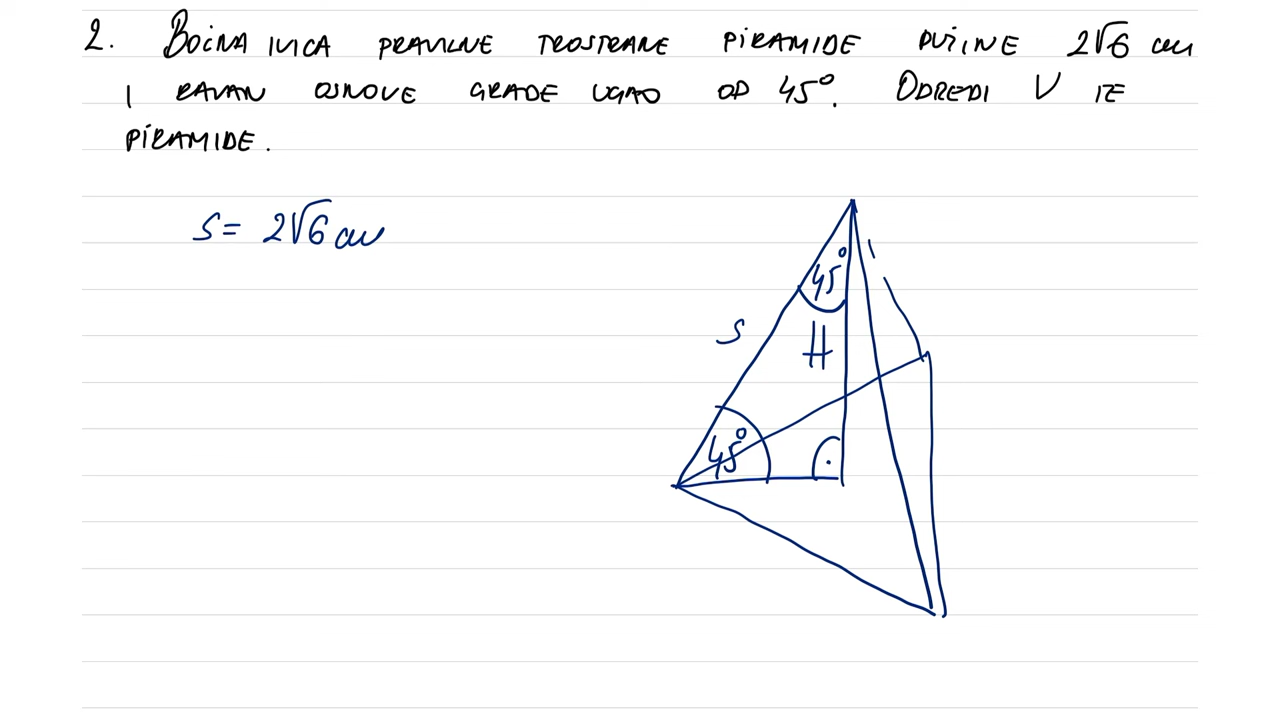 2. BOČNA IVICA PRAVILNE TROSTRANE PIRAMIDE DUŽINE 2√6 cm
I RAVAN OSNOVE GRADE UGAO OD 45°. ODREDI V TE
PIRAMIDE.
S = 2√6 cm
45°
S
H
45°